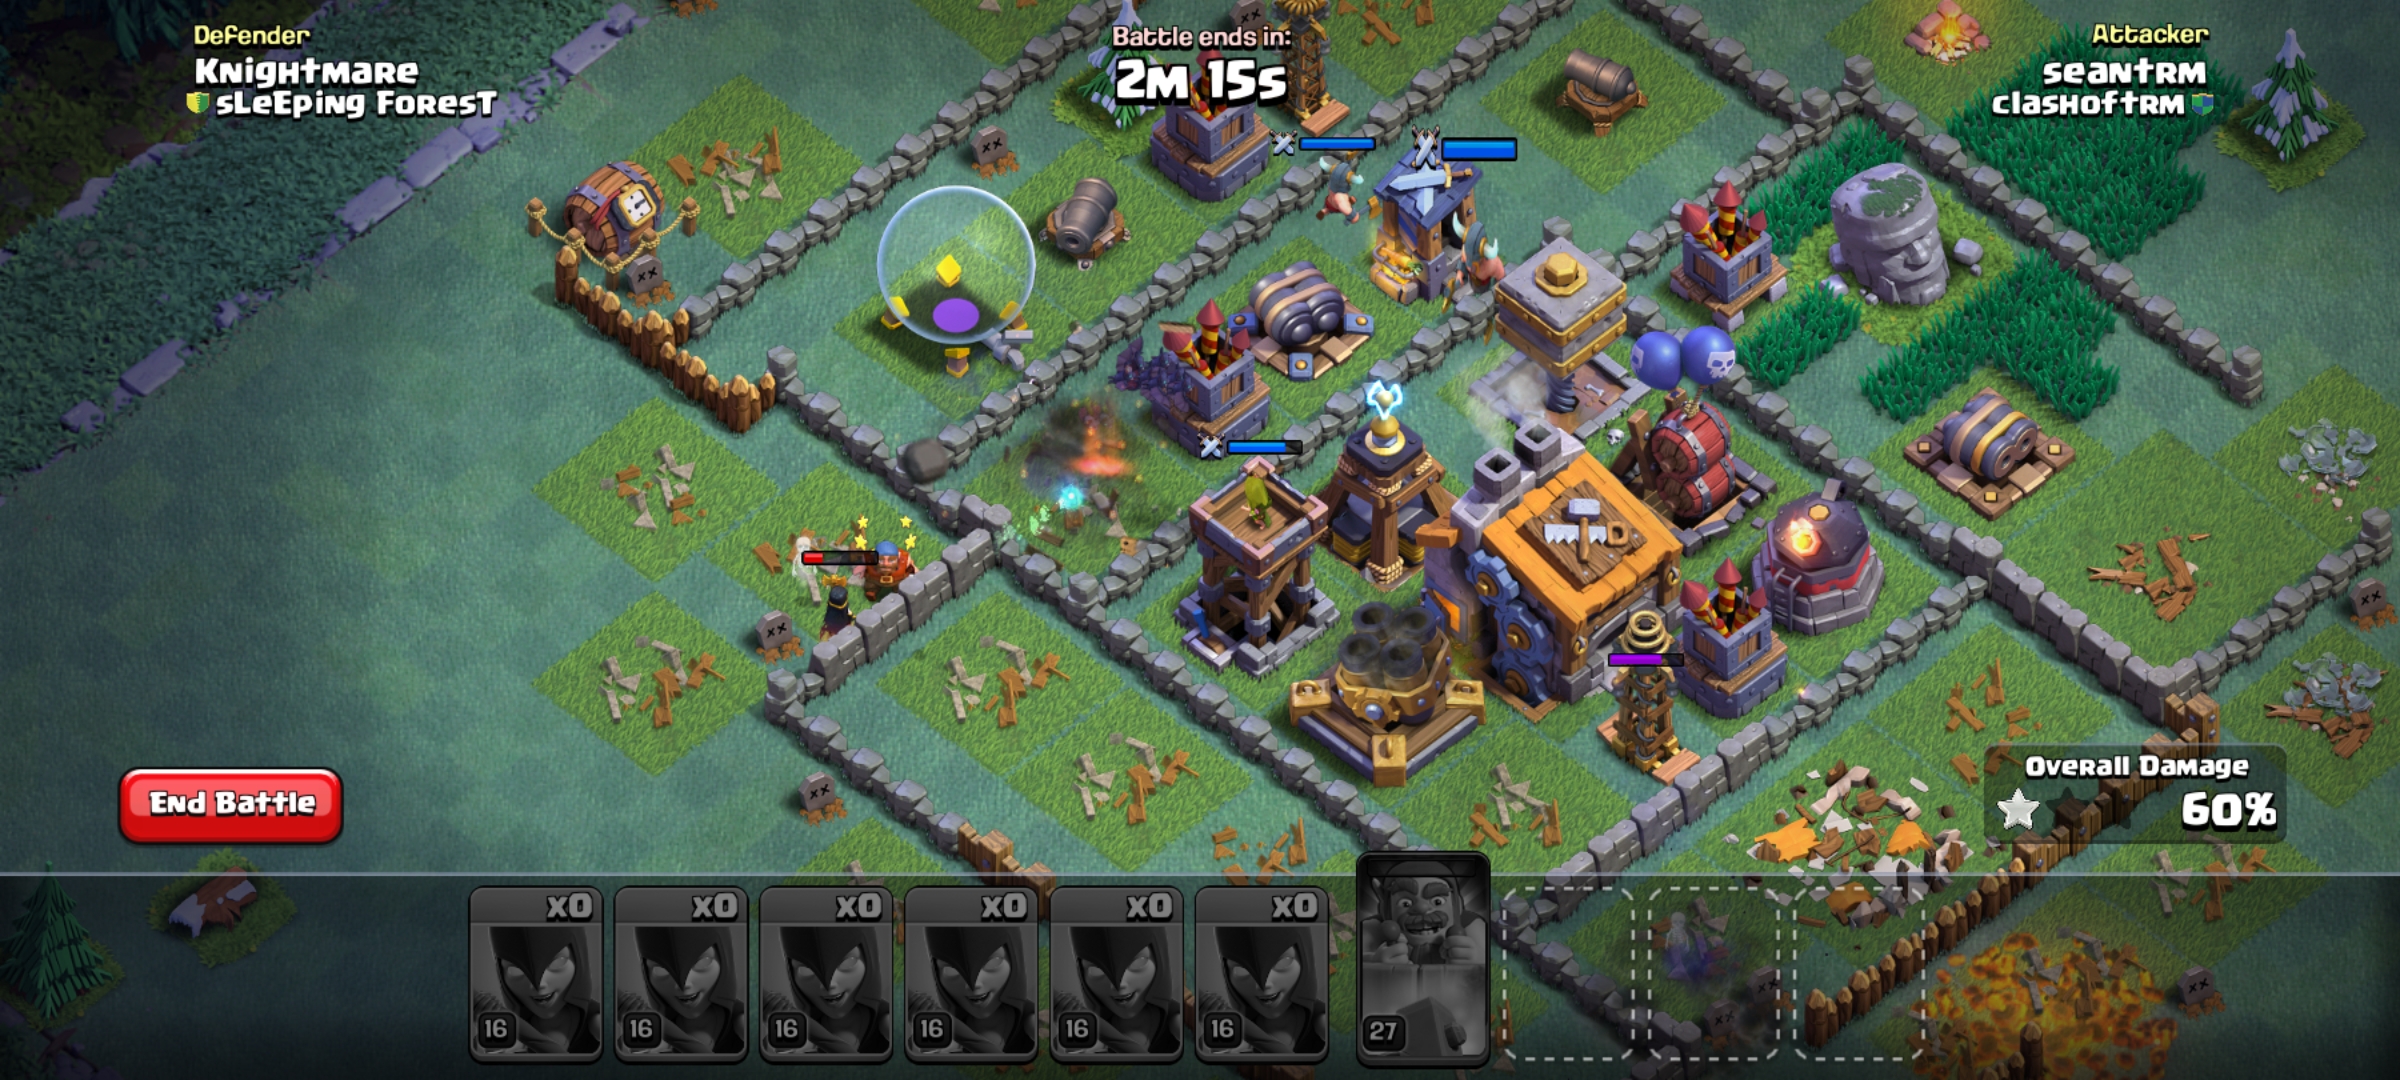 Defender
Knightmare
sLeEping ForesT
Battle ends in:
2M 15s
Attacker
seantRM
clashoftRM
End Battle
Overall Damage
60%
x0
x0
x0
x0
x0
x0
16
16
16
16
16
16
27